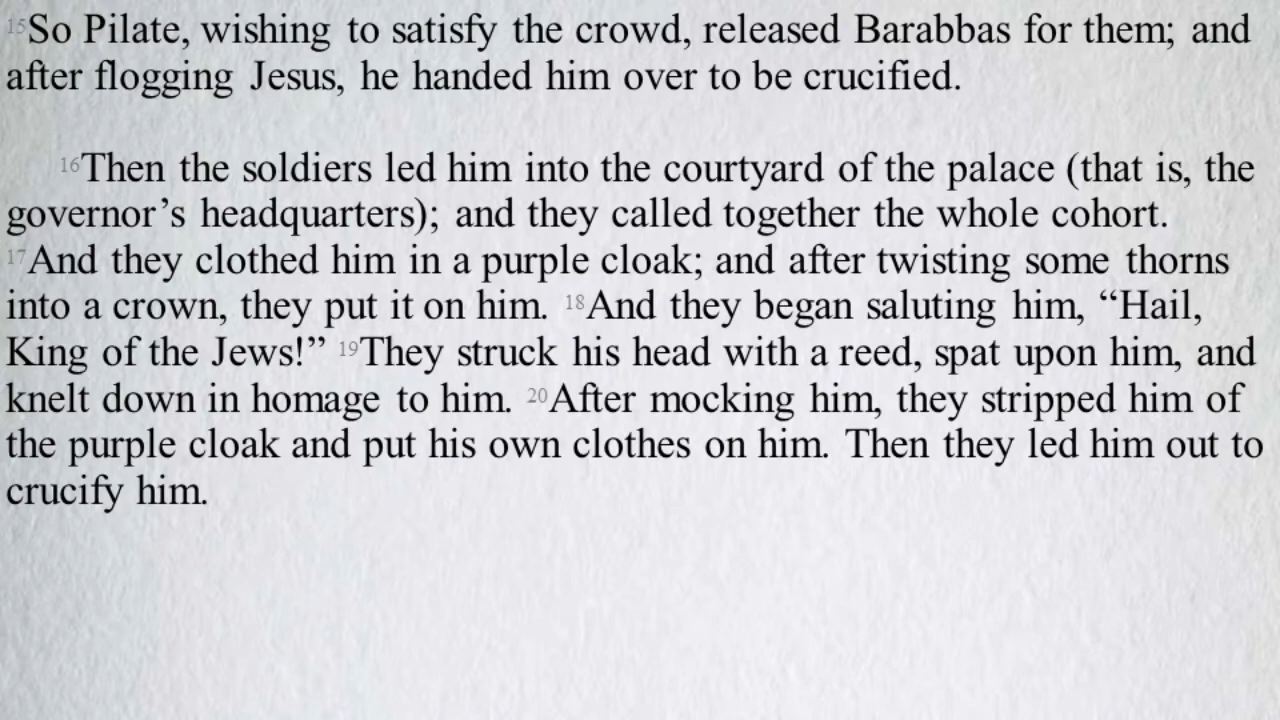 15So Pilate, wishing to satisfy the crowd, released Barabbas for them; and
after flogging Jesus, he handed him over to be crucified.
16Then the soldiers led him into the courtyard of the palace (that is, the
governor’s headquarters); and they called together the whole cohort.
17And they clothed him in a purple cloak; and after twisting some thorns
into a crown, they put it on him. 18And they began saluting him, “Hail,
King of the Jews!” 19They struck his head with a reed, spat upon him, and
knelt down in homage to him. 20After mocking him, they stripped him of
the purple cloak and put his own clothes on him. Then they led him out to
crucify him.